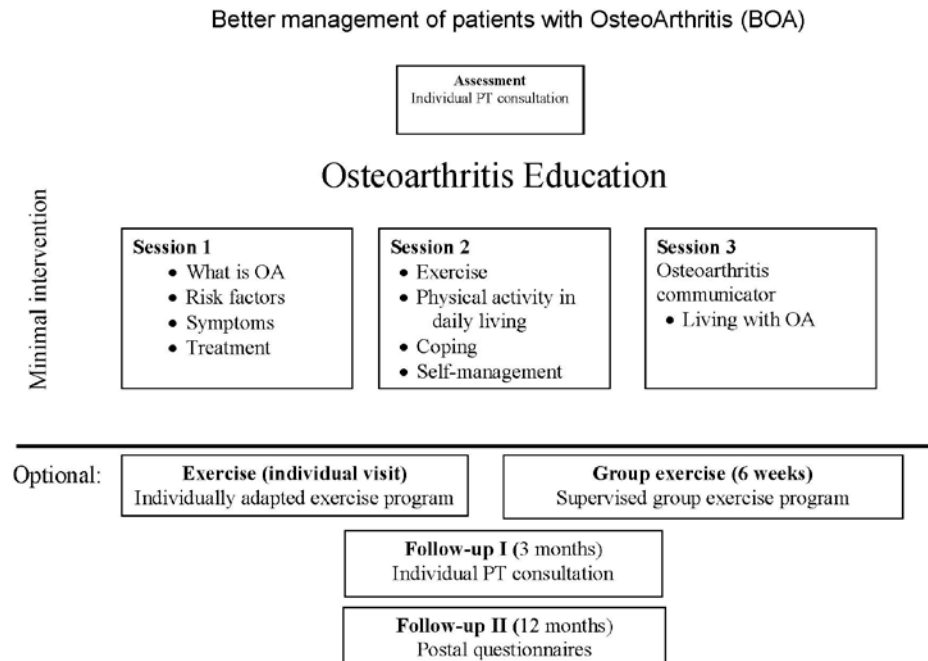 Better management of patients with OsteoArthritis (BOA)
Assessment
Individual PT consultation
Osteoarthritis Education
Minimal intervention
Session 1
• What is OA
• Risk factors
• Symptoms
• Treatment
Session 2
• Exercise
• Physical activity in
daily living
• Coping
• Self-management
Session 3
Osteoarthritis
communicator
• Living with OA
Optional:
Exercise (individual visit)
Individually adapted exercise program
Group exercise (6 weeks)
Supervised group exercise program
Follow-up I (3 months)
Individual PT consultation
Follow-up II (12 months)
Postal questionnaires